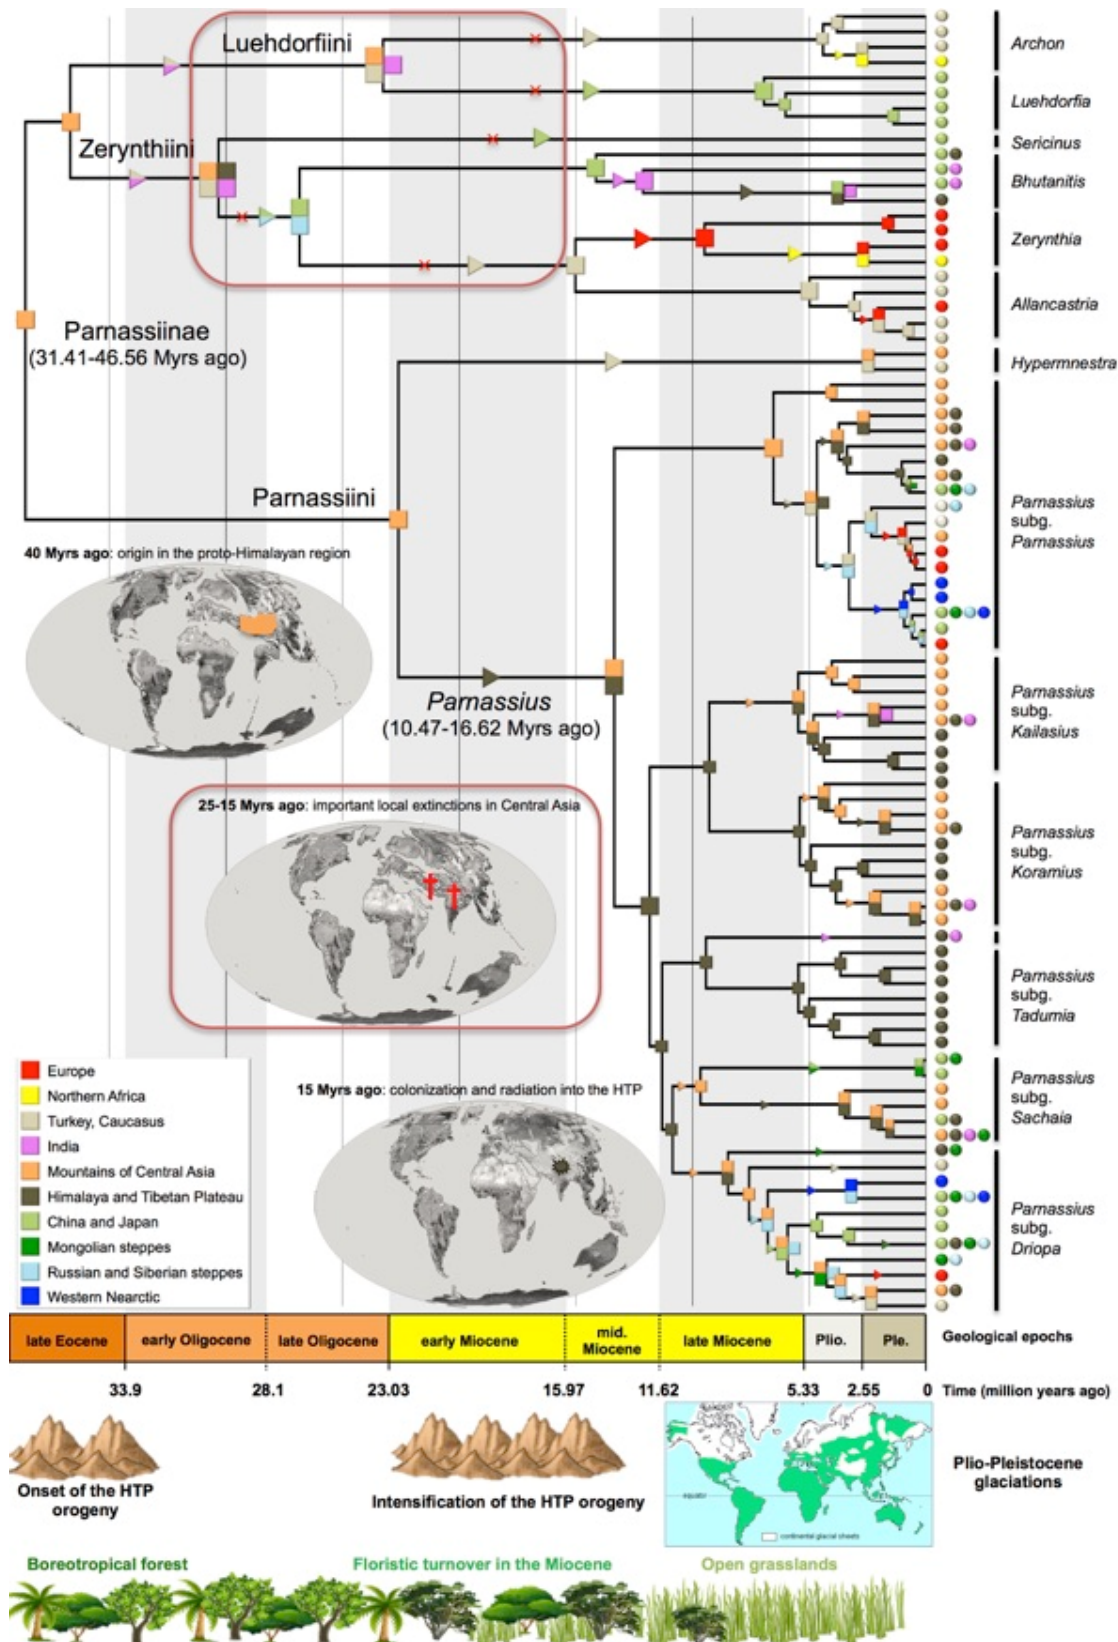 Luehdorfiini
Zerynthiini
Parnassiinae
(31.41-46.56 Myrs ago)
Parnassiini
40 Myrs ago: origin in the proto-Himalayan region
Parnassius
(10.47-16.62 Myrs ago)
25-15 Myrs ago: important local extinctions in Central Asia
15 Myrs ago: colonization and radiation into the HTP
Archon
Luehdorfia
Sericinus
Bhutanitis
Zerynthia
Allancastria
Hypermnestra
Parnassius
subg.
Parnassius
Parnassius
subg.
Kailasius
Parnassius
subg.
Koramius
Parnassius
subg.
Tadumia
Parnassius
subg.
Sachaia
Parnassius
subg.
Driopa
Europe
Northern Africa
Turkey, Caucasus
India
Mountains of Central Asia
Himalaya and Tibetan Plateau
China and Japan
Mongolian steppes
Russian and Siberian steppes
Western Nearctic
late Eocene
early Oligocene
late Oligocene
early Miocene
mid.
Miocene
late Miocene
Plio.
Ple.
Geological epochs
33.9
28.1
23.03
15.97
11.62
5.33
2.55
0
Time (million years ago)
Onset of the HTP
orogeny
Intensification of the HTP orogeny
equator
continental glacial sheets
Plio-Pleistocene
glaciations
Boreotropical forest
Floristic turnover in the Miocene
Open grasslands